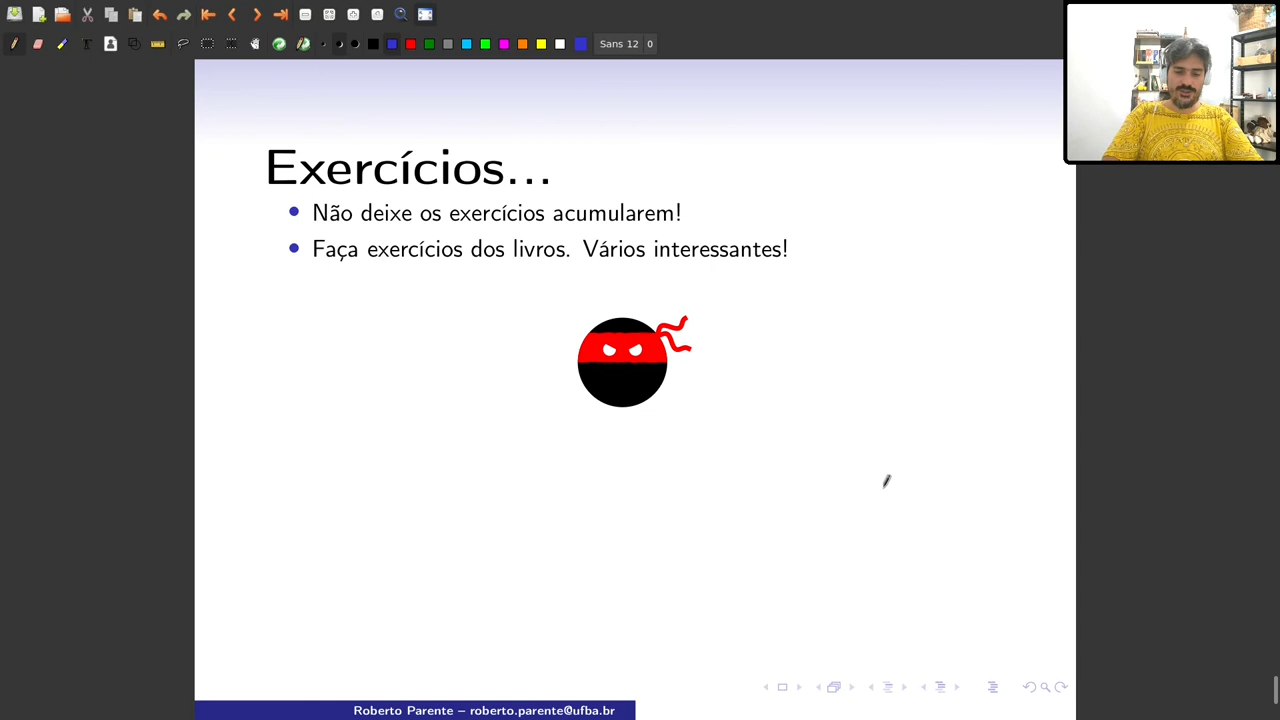 Sans 12 0
Exercícios...
Não deixe os exercícios acumularem!
Faça exercícios dos livros. Vários interessantes!
Roberto Parente – roberto.parente@ufba.br